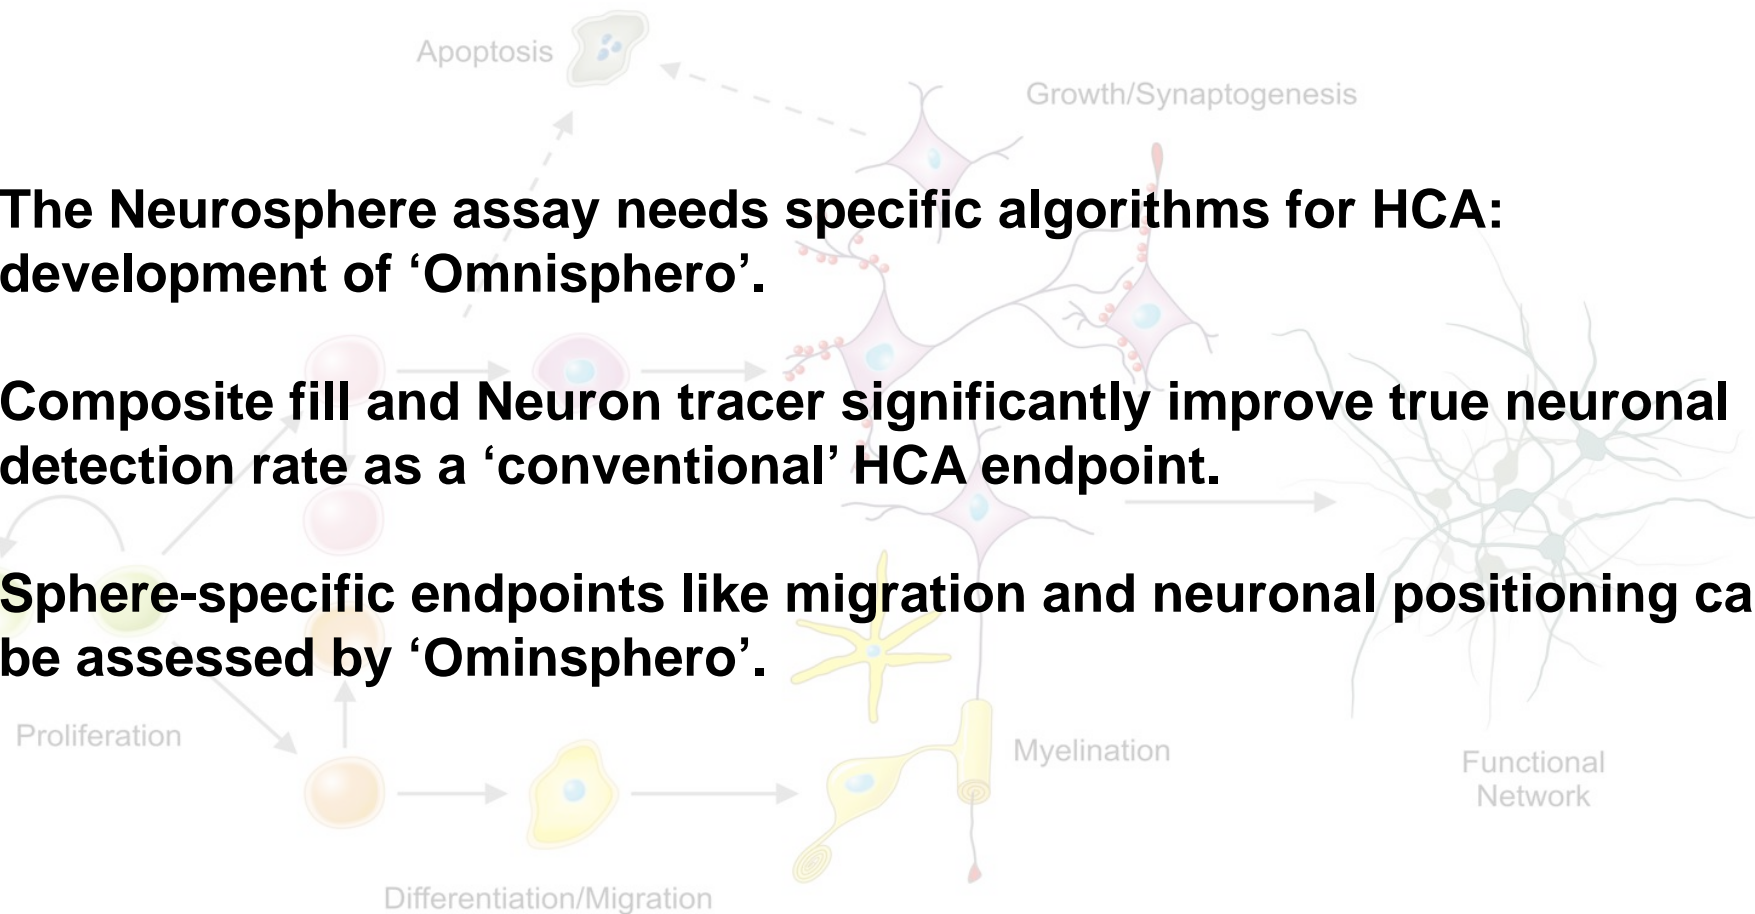 Apoptosis
Growth/Synaptogenesis
The Neurosphere assay needs specific algorithms for HCA:
development of ‘Omnisphero’.
Composite fill and Neuron tracer significantly improve true neuronal
detection rate as a ‘conventional’ HCA endpoint.
Sphere-specific endpoints like migration and neuronal positioning ca
be assessed by ‘Ominsphero’.
Proliferation
Myelination
Functional
Network
Differentiation/Migration